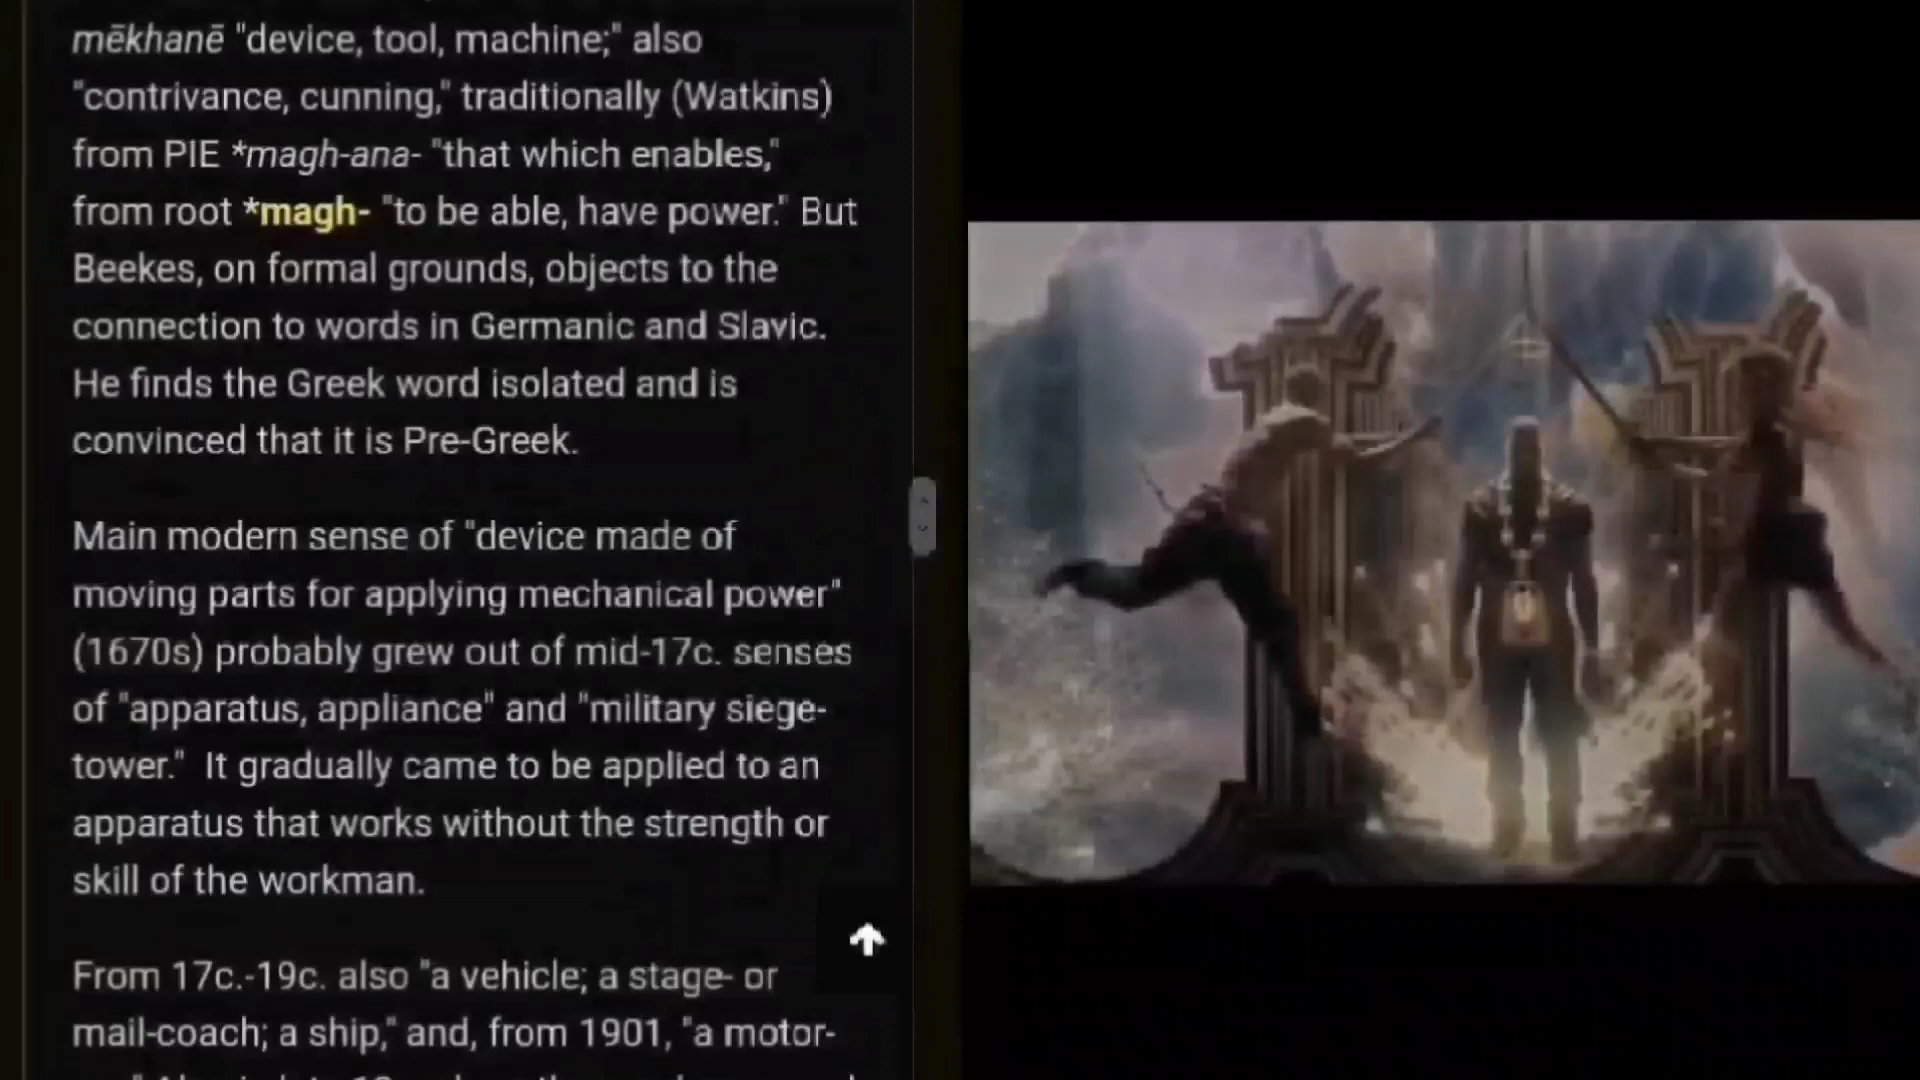 mēkhanē "device, tool, machine;" also
"contrivance, cunning," traditionally (Watkins)
from PIE *magh-ana- "that which enables,"
from root *magh- "to be able, have power." But
Beekes, on formal grounds, objects to the
connection to words in Germanic and Slavic.
He finds the Greek word isolated and is
convinced that it is Pre-Greek.
Main modern sense of "device made of
moving parts for applying mechanical power"
(1670s) probably grew out of mid-17c. senses
of "apparatus, appliance" and "military siege-
tower." It gradually came to be applied to an
apparatus that works without the strength or
skill of the workman.
From 17c.-19c. also "a vehicle; a stage- or
mail-coach; a ship," and, from 1901, "a motor-